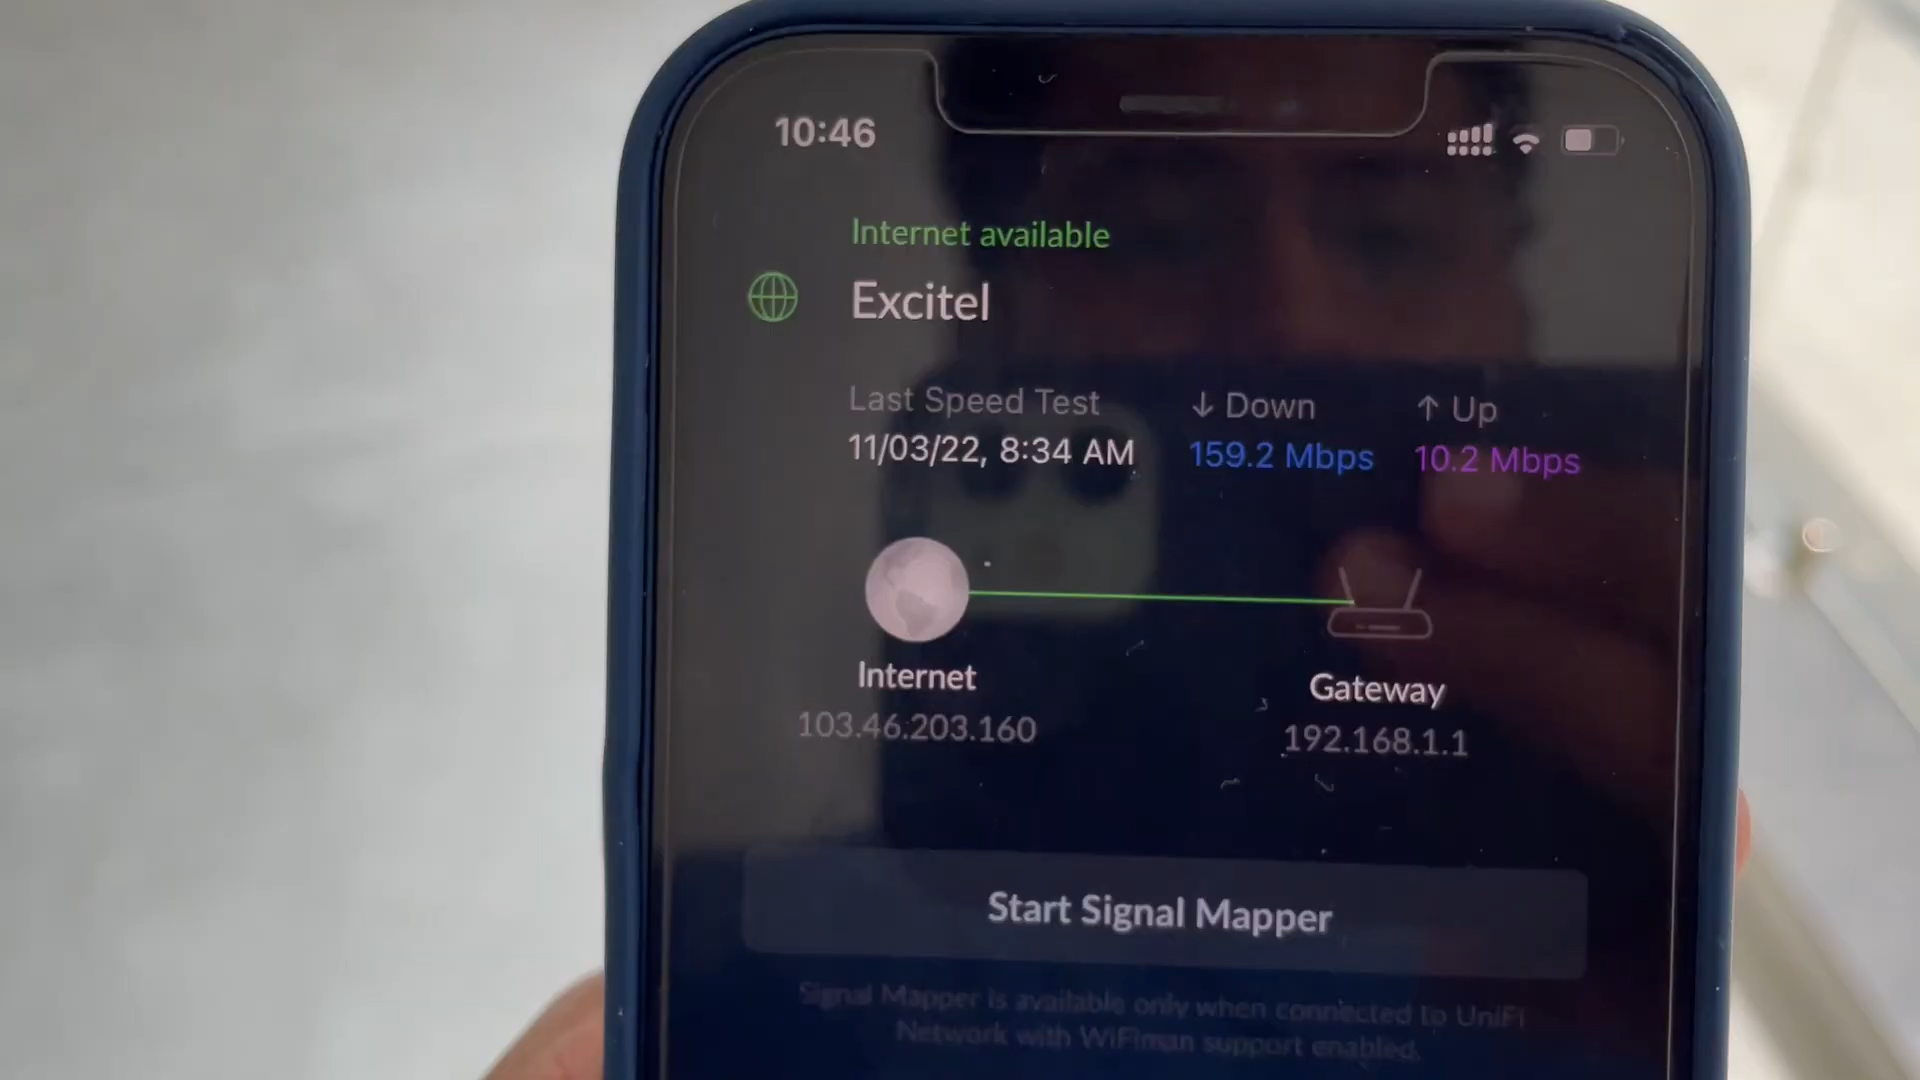 10:46
Internet available
Excitel
Last Speed Test
↓ Down
↑ Up
11/03/22, 8:34 AM
159.2 Mbps
10.2 Mbps
Internet
Gateway
103.46.203.160
192.168.1.1
Start Signal Mapper
Signal Mapper is available only when connected to UniFi
Network with WiFiman support enabled.